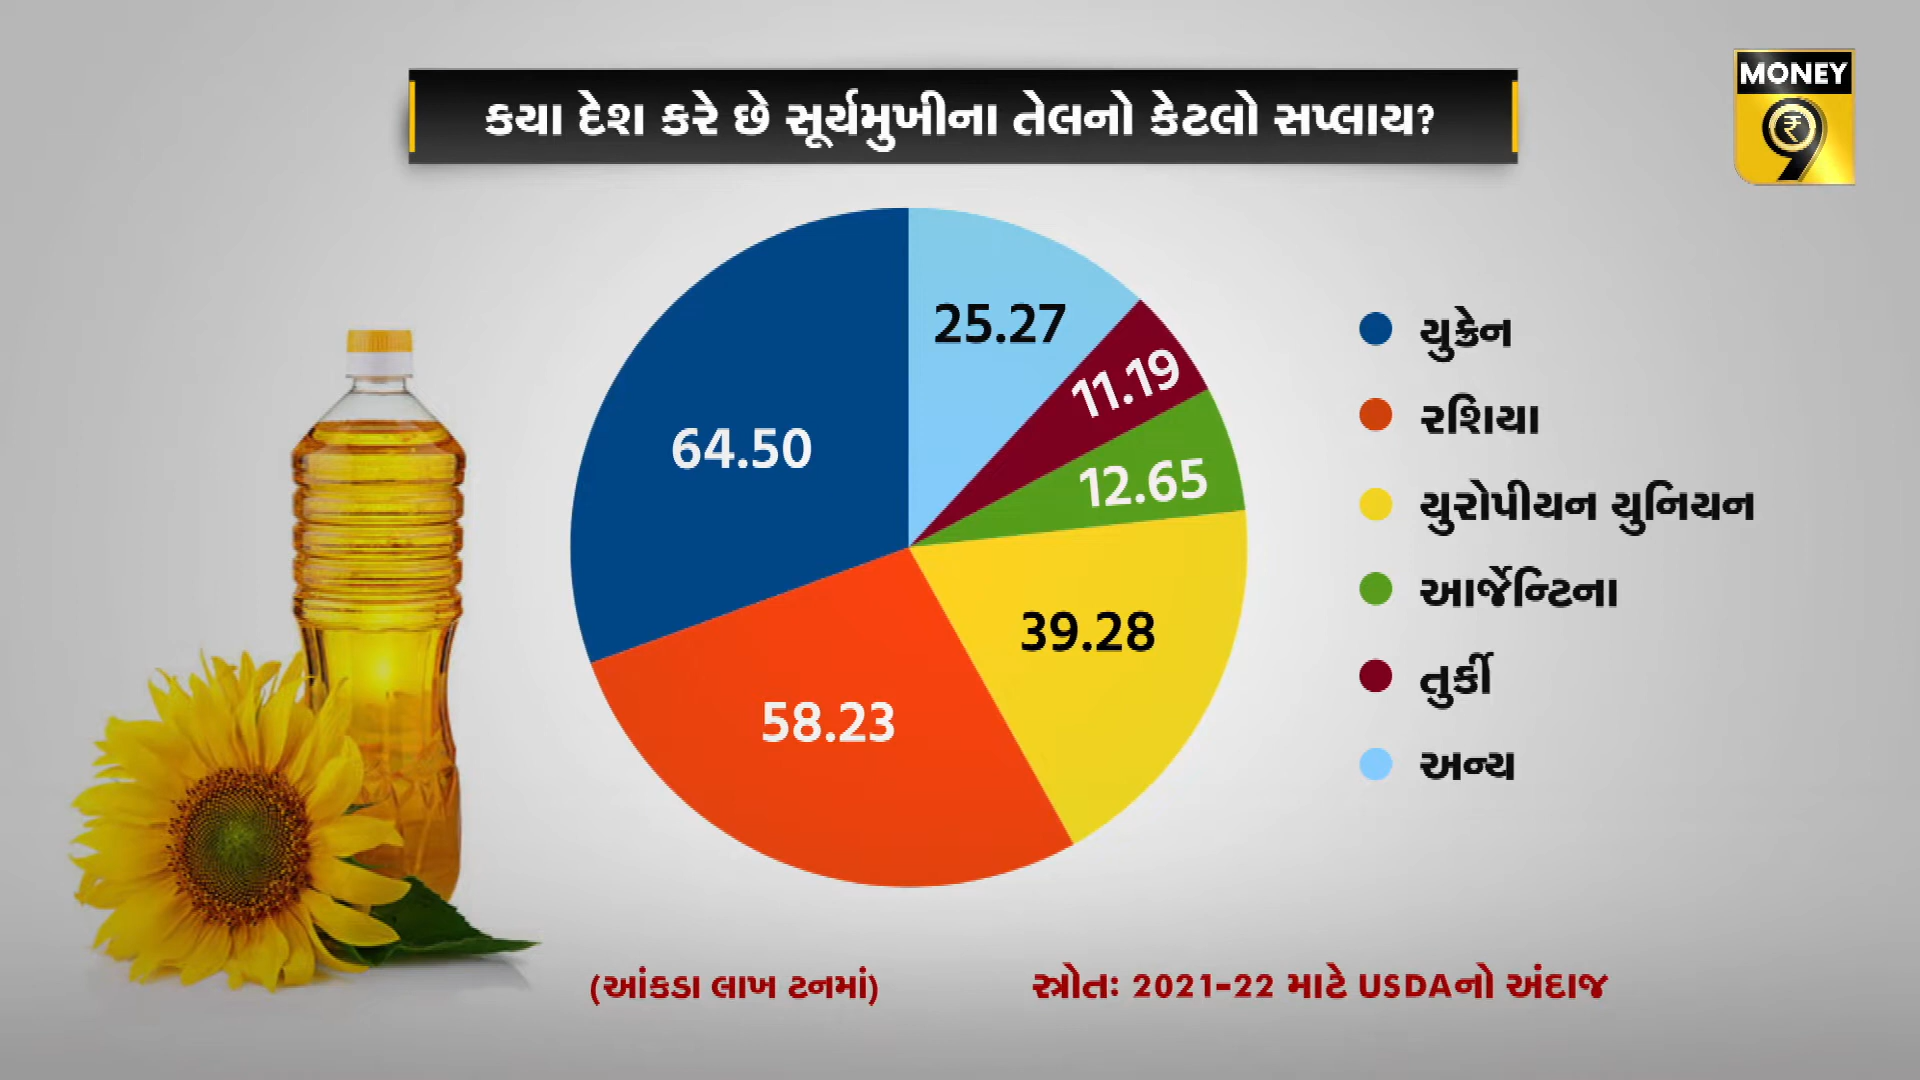 કયા દેશ કરે છે સૂર્યમુખીના તેલનો કેટલો સપ્લાય?
MONEY
9
25.27
11.19
64.50
12.65
39.28
58.23
યુક્રેન
રશિયા
યુરોપીયન યુનિયન
આર્જેન્ટિના
તુર્કી
અન્ય
(આંકડા લાખ ટનમાં)
સ્ત્રોતઃ 2021-22 માટે USDAનો અંદાજ